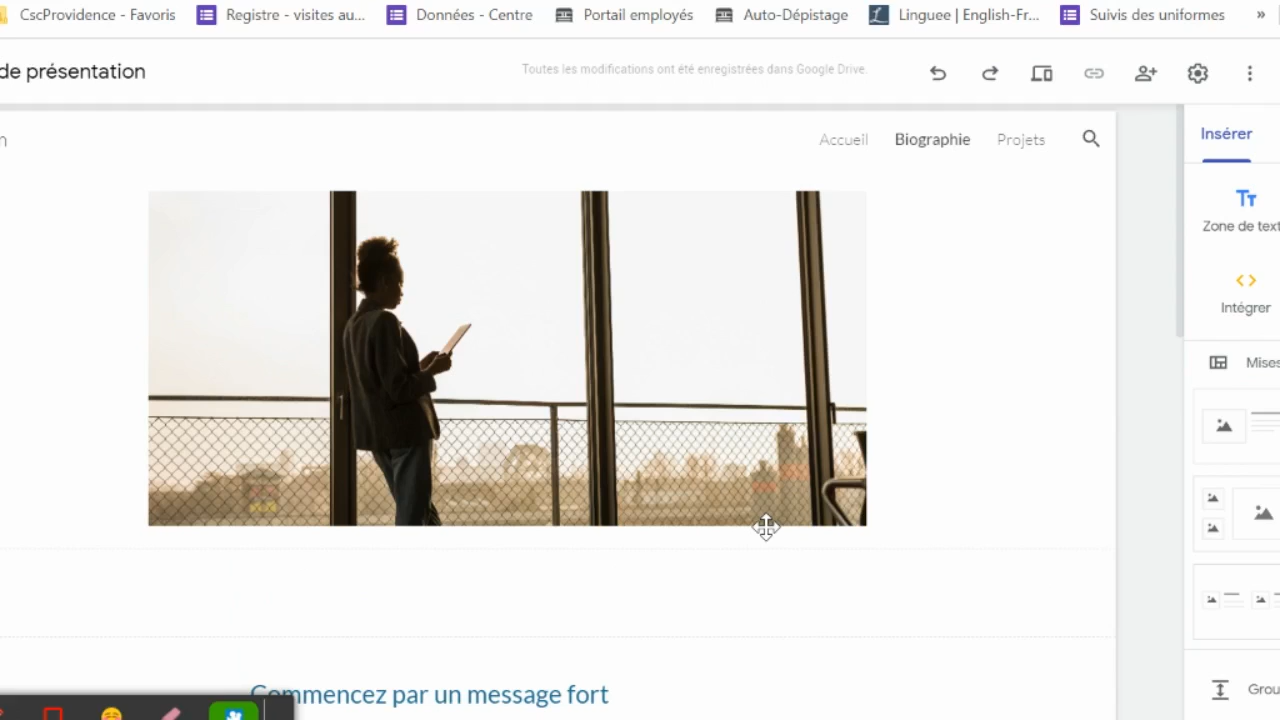 CscProvidence - Favoris Registre - visites au... Données - Centre Portail employés Auto-Dépistage Linguee | English-Fr... Suivis des uniformes »
de présentation Toutes les modifications ont été enregistrées dans Google Drive.
n Accueil Biographie Projets
Insérer
Tт
Zone de text
Intégrer
Mises
Commencez par un message fort
Grou